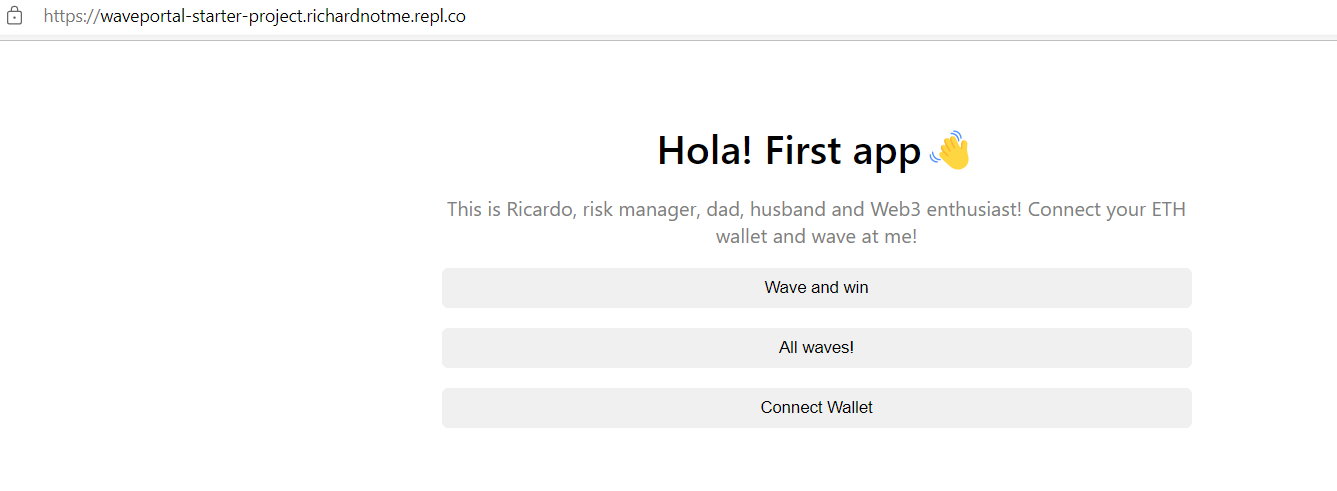 https://waveportal-starter-project.richardnotme.repl.co
Hola! First app 👋
This is Ricardo, risk manager, dad, husband and Web3 enthusiast! Connect your ETH
wallet and wave at me!
Wave and win
All waves!
Connect Wallet